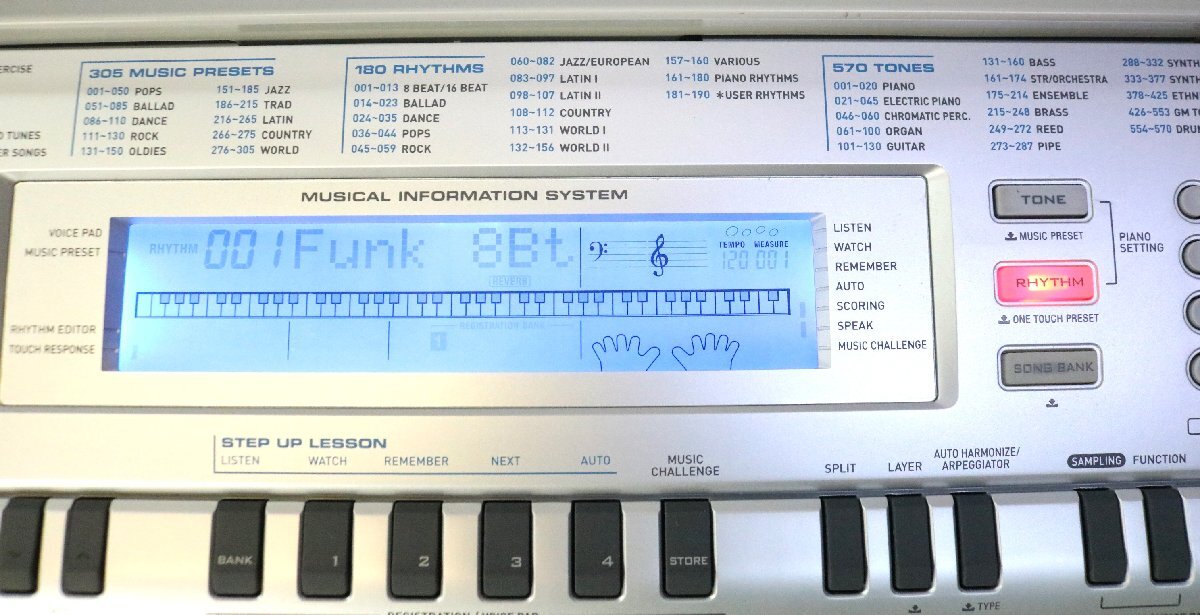 ERCISE
O TUNES
ER SONGS
305 MUSIC PRESETS
001~050 POPS
051~085 BALLAD
086~110 DANCE
111~130 ROCK
131~150 OLDIES
151~185 JAZZ
186~215 TRAD
216~265 LATIN
266~275 COUNTRY
276~305 WORLD
180 RHYTHMS
001~013 8 BEAT/16 BEAT
014~023 BALLAD
024~035 DANCE
036~044 POPS
045~059 ROCK
060~082 JAZZ/EUROPEAN
083~097 LATIN I
098~107 LATIN II
108~112 COUNTRY
113~131 WORLD I
132~156 WORLD II
157~160 VARIOUS
161~180 PIANO RHYTHMS
181~190 *USER RHYTHMS
570 TONES
001~020 PIANO
021~045 ELECTRIC PIANO
046~060 CHROMATIC PERC.
061~100 ORGAN
101~130 GUITAR
131~160 BASS
161~174 STR/ORCHESTRA
175~214 ENSEMBLE
215~248 BRASS
249~272 REED
273~287 PIPE
288~332 SYNTH
333~377 SYNTH
378~425 ETHN
426~553 GM TO
554~570 DRUM
MUSICAL INFORMATION SYSTEM
VOICE PAD
MUSIC PRESET
RHYTHM EDITOR
TOUCH RESPONSE
RHYTHM 001 Funk 8Bt
REVERB
TEMPO MEASURE
120 001
REGISTRATION BANK
1
LISTEN
WATCH
REMEMBER
AUTO
SCORING
SPEAK
MUSIC CHALLENGE
TONE
MUSIC PRESET
PIANO
SETTING
RHYTHM
ONE TOUCH PRESET
SONG BANK
STEP UP LESSON
LISTEN WATCH REMEMBER NEXT AUTO
MUSIC
CHALLENGE
SPLIT
LAYER
AUTO HARMONIZE/
ARPEGGIATOR
SAMPLING
FUNCTION
BANK 1 2 3 4 STORE
TYPE
REGISTRATION / VOICE PAD